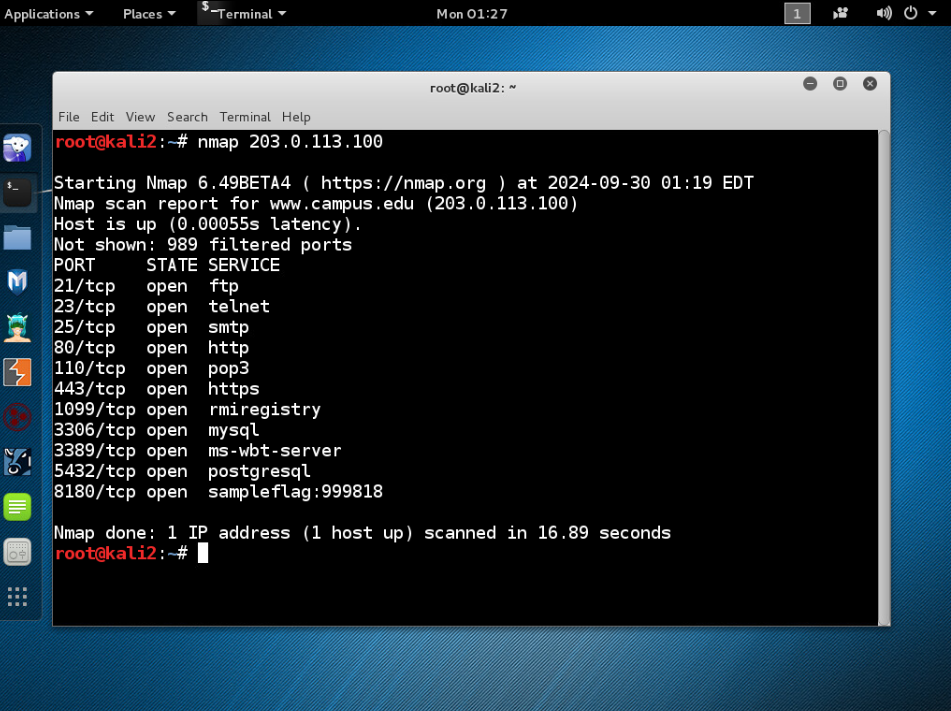 Applications Places Terminal Mon 01:27 1
root@kali2: ~
File Edit View Search Terminal Help
root@kali2:~# nmap 203.0.113.100
Starting Nmap 6.49BETA4 ( https://nmap.org ) at 2024-09-30 01:19 EDT
Nmap scan report for www.campus.edu (203.0.113.100)
Host is up (0.00055s latency).
Not shown: 989 filtered ports
PORT     STATE SERVICE
21/tcp   open  ftp
23/tcp   open  telnet
25/tcp   open  smtp
80/tcp   open  http
110/tcp  open  pop3
443/tcp  open  https
1099/tcp open  rmiregistry
3306/tcp open  mysql
3389/tcp open  ms-wbt-server
5432/tcp open  postgresql
8180/tcp open  sampleflag:999818
Nmap done: 1 IP address (1 host up) scanned in 16.89 seconds
root@kali2:~#